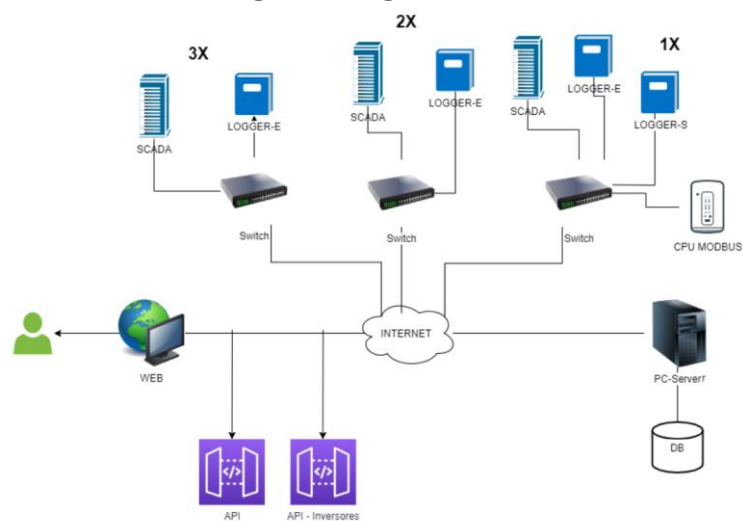 2X
3X
1X
LOGGER-E
LOGGER-E
LOGGER-E
SCADA
LOGGER-S
SCADA
SCADA
Switch
Switch
Switch
CPU MODBUS
INTERNET
WEB
PC-Serverr
DB
API
API - Inversores